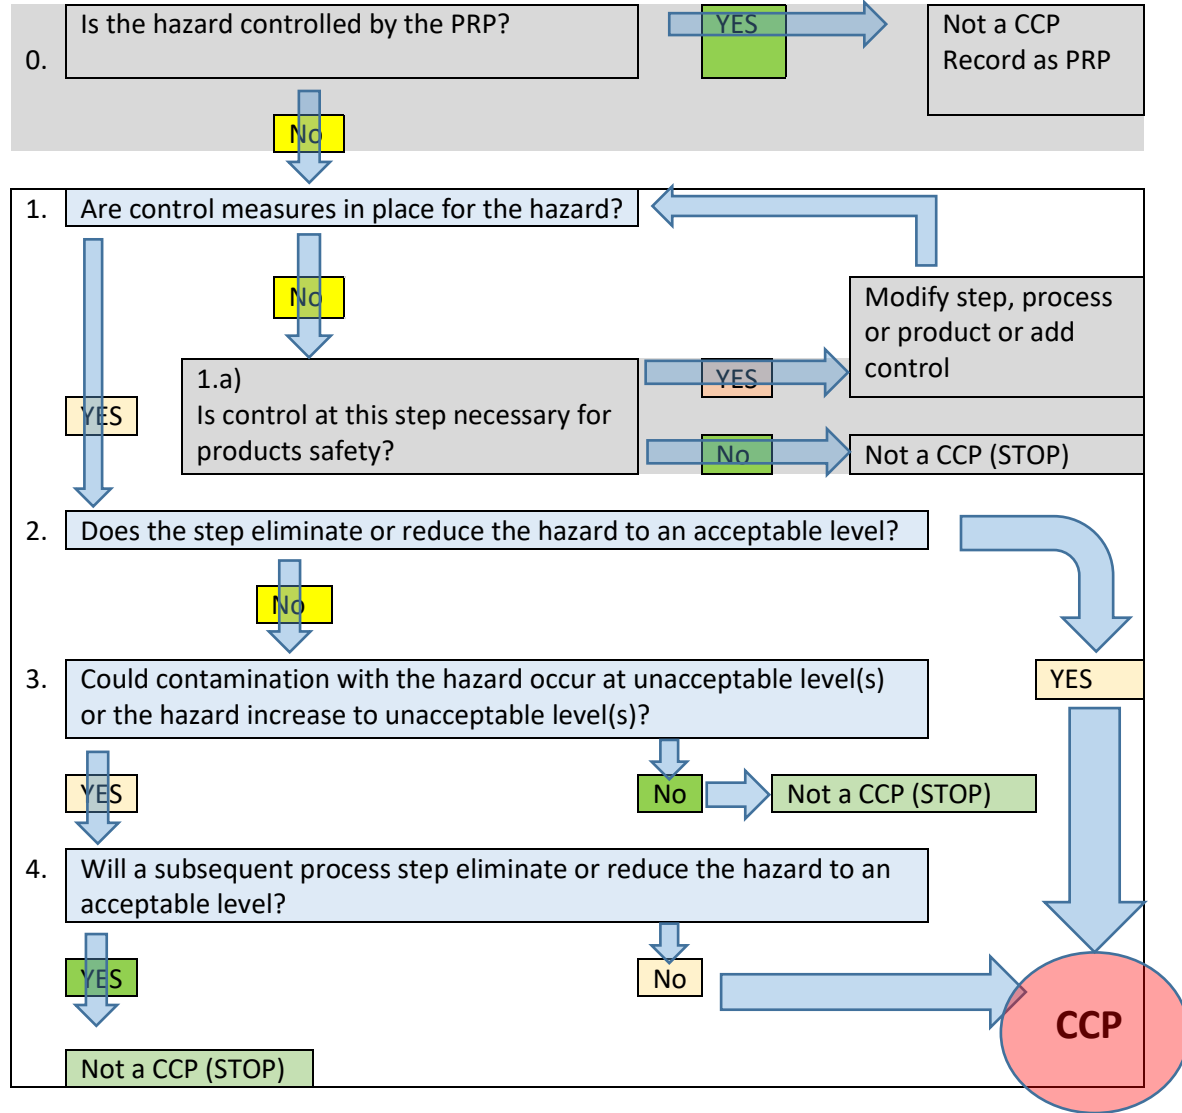 0.
Is the hazard controlled by the PRP?
YES
Not a CCP
Record as PRP
No
1.
Are control measures in place for the hazard?
No
Modify step, process
or product or add
control
1.a)
Is control at this step necessary for
products safety?
YES
YES
No
Not a CCP (STOP)
2.
Does the step eliminate or reduce the hazard to an acceptable level?
No
3.
Could contamination with the hazard occur at unacceptable level(s)
or the hazard increase to unacceptable level(s)?
YES
YES
No
Not a CCP (STOP)
4.
Will a subsequent process step eliminate or reduce the hazard to an
acceptable level?
YES
No
CCP
Not a CCP (STOP)